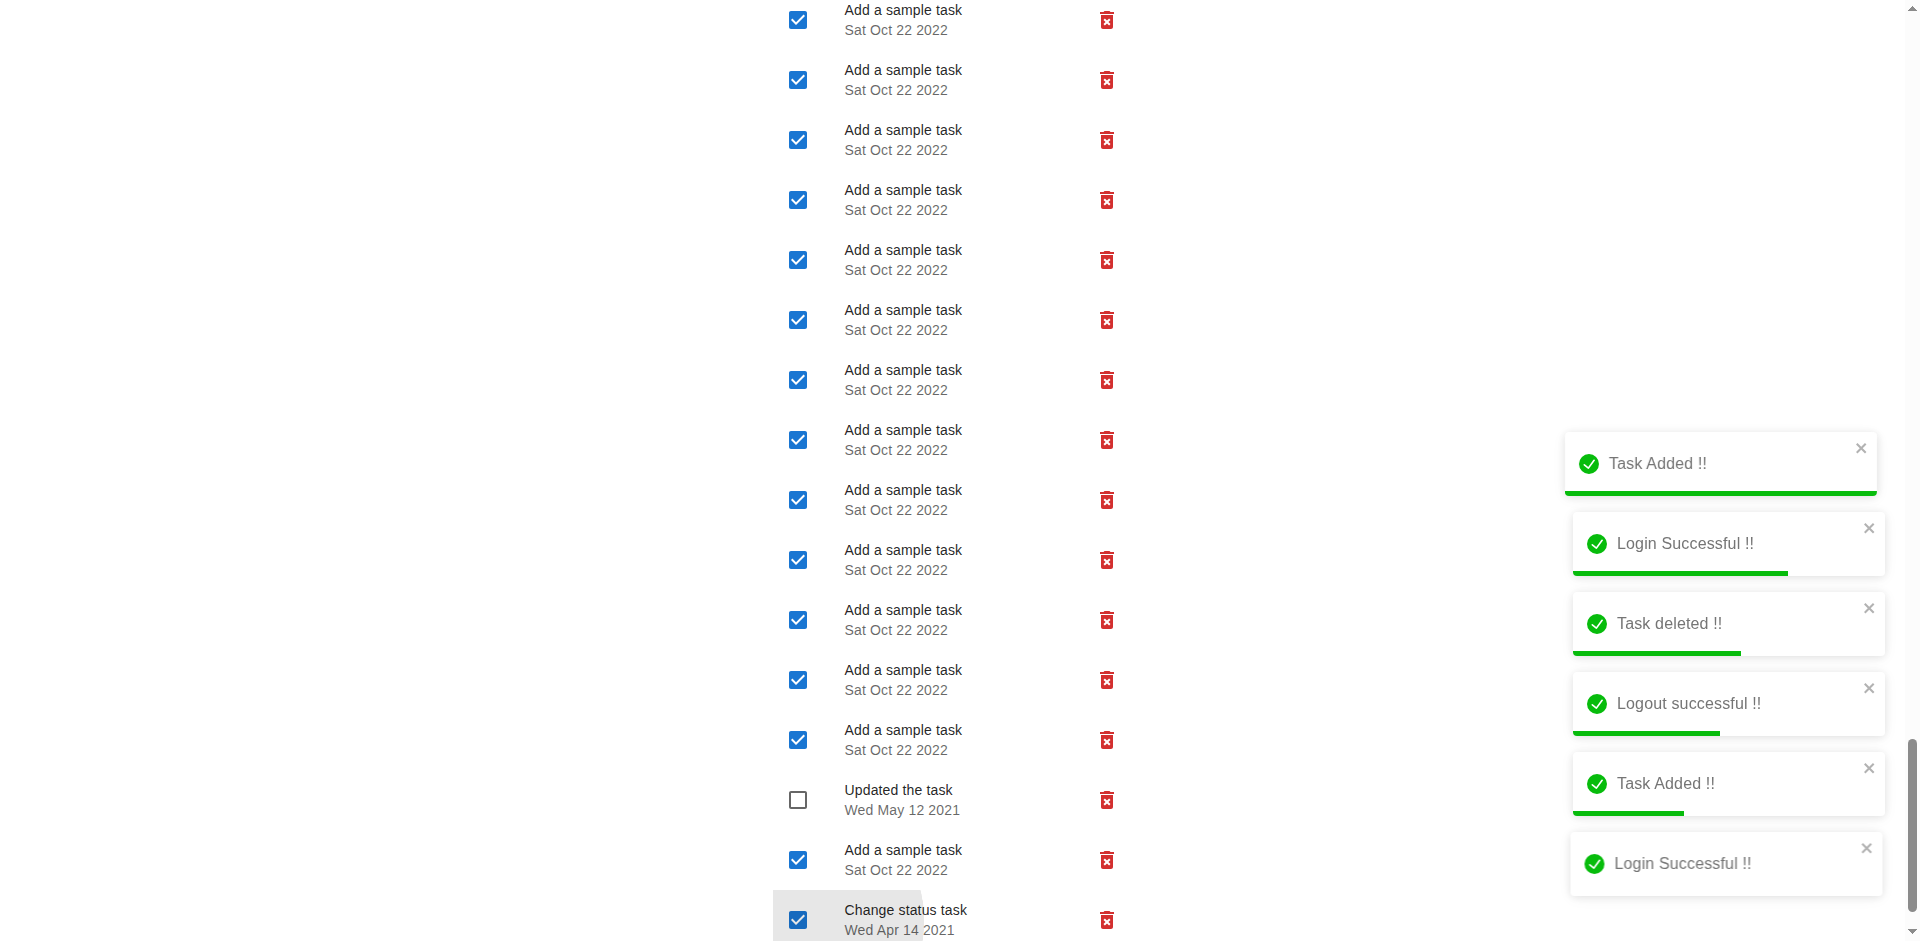 Add a sample task
Sat Oct 22 2022
Add a sample task
Sat Oct 22 2022
Add a sample task
Sat Oct 22 2022
Add a sample task
Sat Oct 22 2022
Add a sample task
Sat Oct 22 2022
Add a sample task
Sat Oct 22 2022
Add a sample task
Sat Oct 22 2022
Add a sample task
Sat Oct 22 2022
Add a sample task
Sat Oct 22 2022
Add a sample task
Sat Oct 22 2022
Add a sample task
Sat Oct 22 2022
Add a sample task
Sat Oct 22 2022
Add a sample task
Sat Oct 22 2022
Updated the task
Wed May 12 2021
Add a sample task
Sat Oct 22 2022
Change status task
Wed Apr 14 2021
Task Added !!
Login Successful !!
Task deleted !!
Logout successful !!
Task Added !!
Login Successful !!